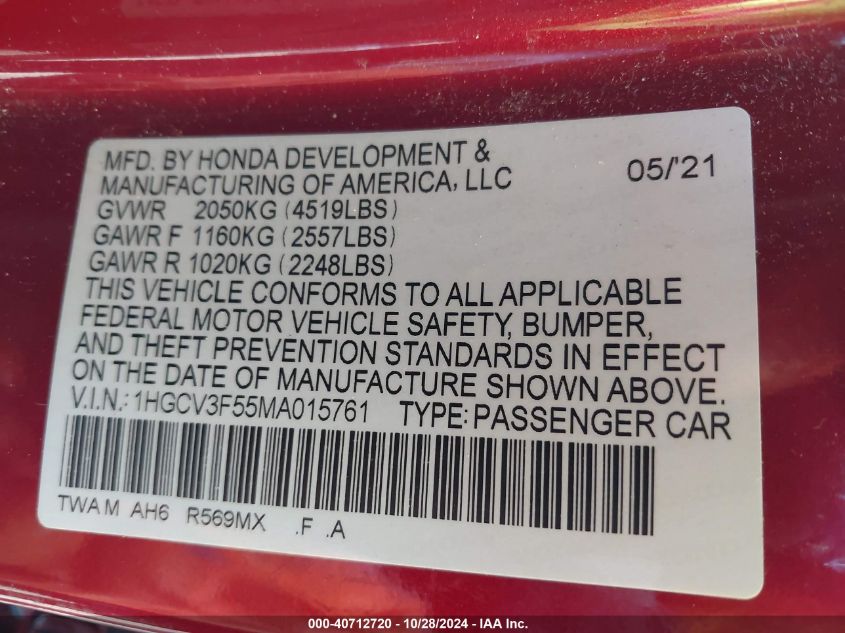 MFD. BY HONDA DEVELOPMENT &
MANUFACTURING OF AMERICA, LLC 05/'21
GVWR 2050KG (4519LBS)
GAWR F 1160KG (2557LBS)
GAWR R 1020KG (2248LBS)
THIS VEHICLE CONFORMS TO ALL APPLICABLE
FEDERAL MOTOR VEHICLE SAFETY, BUMPER,
AND THEFT PREVENTION STANDARDS IN EFFECT
ON THE DATE OF MANUFACTURE SHOWN ABOVE.
V.I.N.: 1HGCV3F55MA015761 TYPE: PASSENGER CAR
TWA M AH6 R569MX .F .A
000-40712720 | 10/28/2024 - IAA Inc.